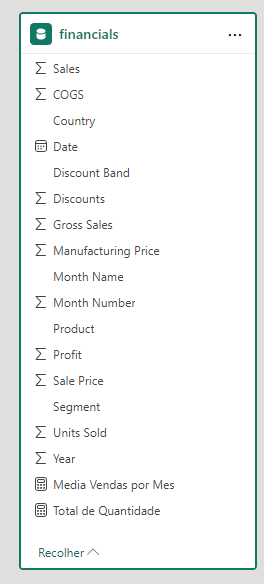 financials
Sales
COGS
Country
Date
Discount Band
Discounts
Gross Sales
Manufacturing Price
Month Name
Month Number
Product
Profit
Sale Price
Segment
Units Sold
Year
Media Vendas por Mes
Total de Quantidade
Recolher